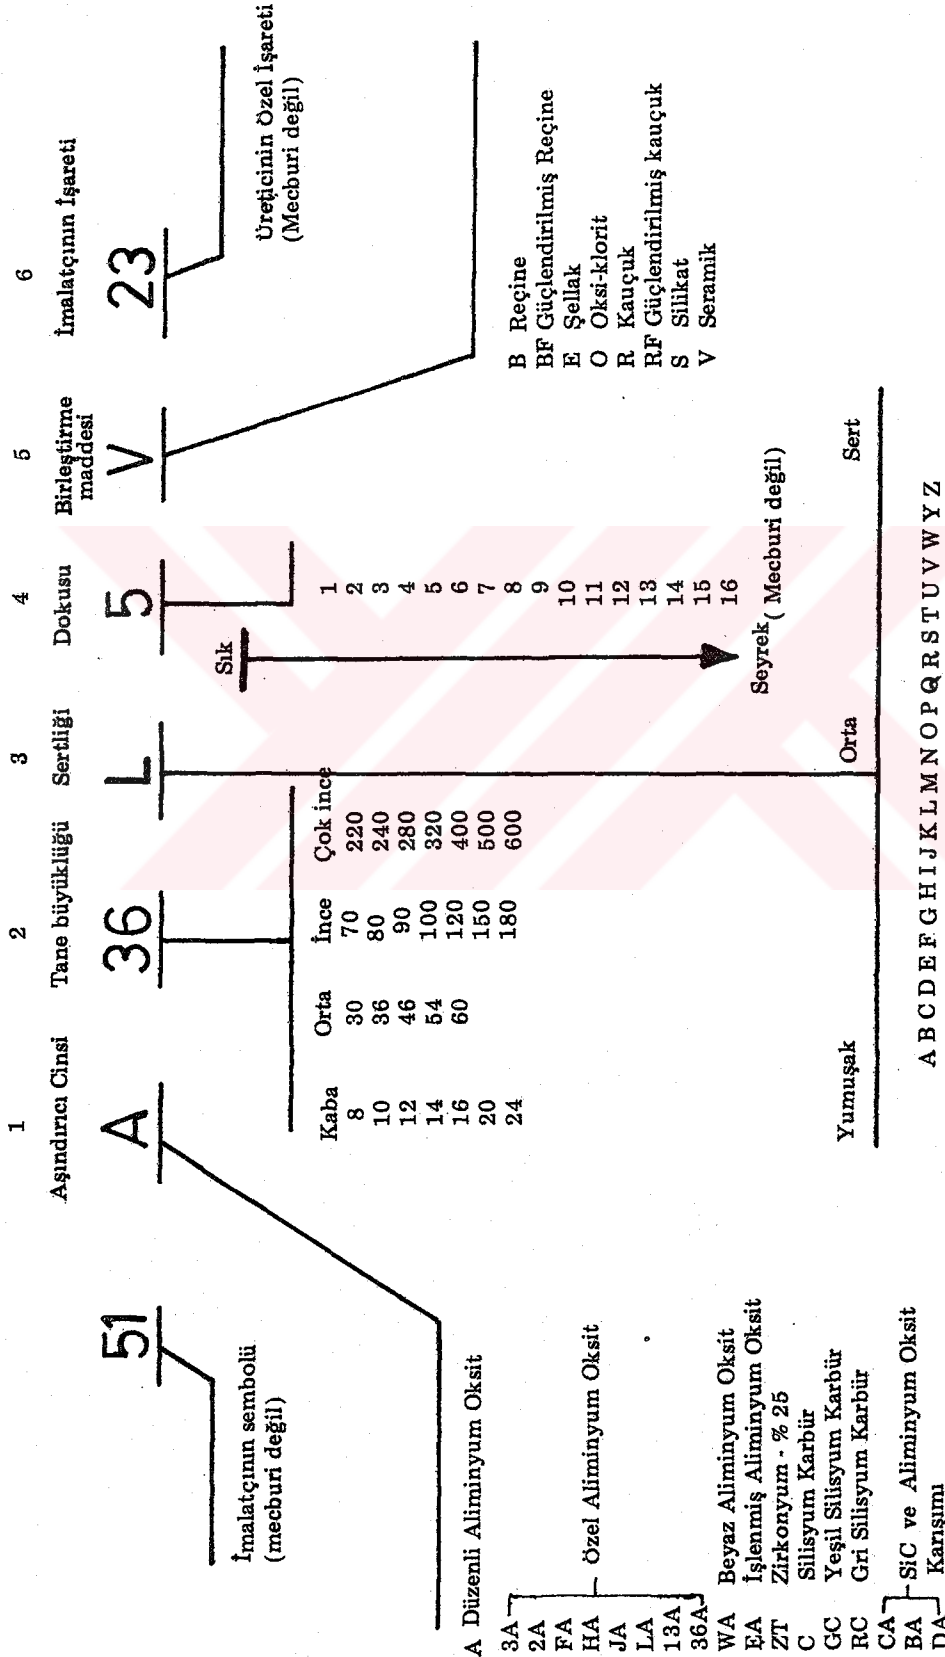 1 2 3 4 5 6
Aşındırıcı Cinsi Tane büyüklüğü Sertliği Dokusu Birleştirme maddesi İmalatçının İşareti
51 A 36 L 5 V 23
İmalatçının sembolü
(mecburi değil)
Üreticinin Özel İşareti
(Mecburi değil)
Sık
Kaba Orta İnce Çok ince
8 30 70 220 1
10 36 80 240 2
12 46 90 280 3
14 54 100 320 4
16 60 120 400 5
20 150 500 6
24 180 600 7
8
9
10
11
12
13
14
15
16
Seyrek ( Mecburi değil)
A Düzenli Aliminyum Oksit
3A
2A
FA
HA Özel Aliminyum Oksit
JA
LA
13A
36A
WA Beyaz Aliminyum Oksit
EA İşlenmiş Aliminyum Oksit
ZT Zirkonyum - % 25
C Silisyum Karbür
GC Yeşil Silisyum Karbür
RC Gri Silisyum Karbür
CA
BA SiC ve Aliminyum Oksit
DA Karışımı
B Reçine
BF Güçlendirilmiş Reçine
E Şellak
O Oksi-klorit
R Kauçuk
RF Güçlendirilmiş kauçuk
S Silikat
V Seramik
Yumuşak Orta Sert
A B C D E F G H I J K L M N O P Q R S T U V W Y Z